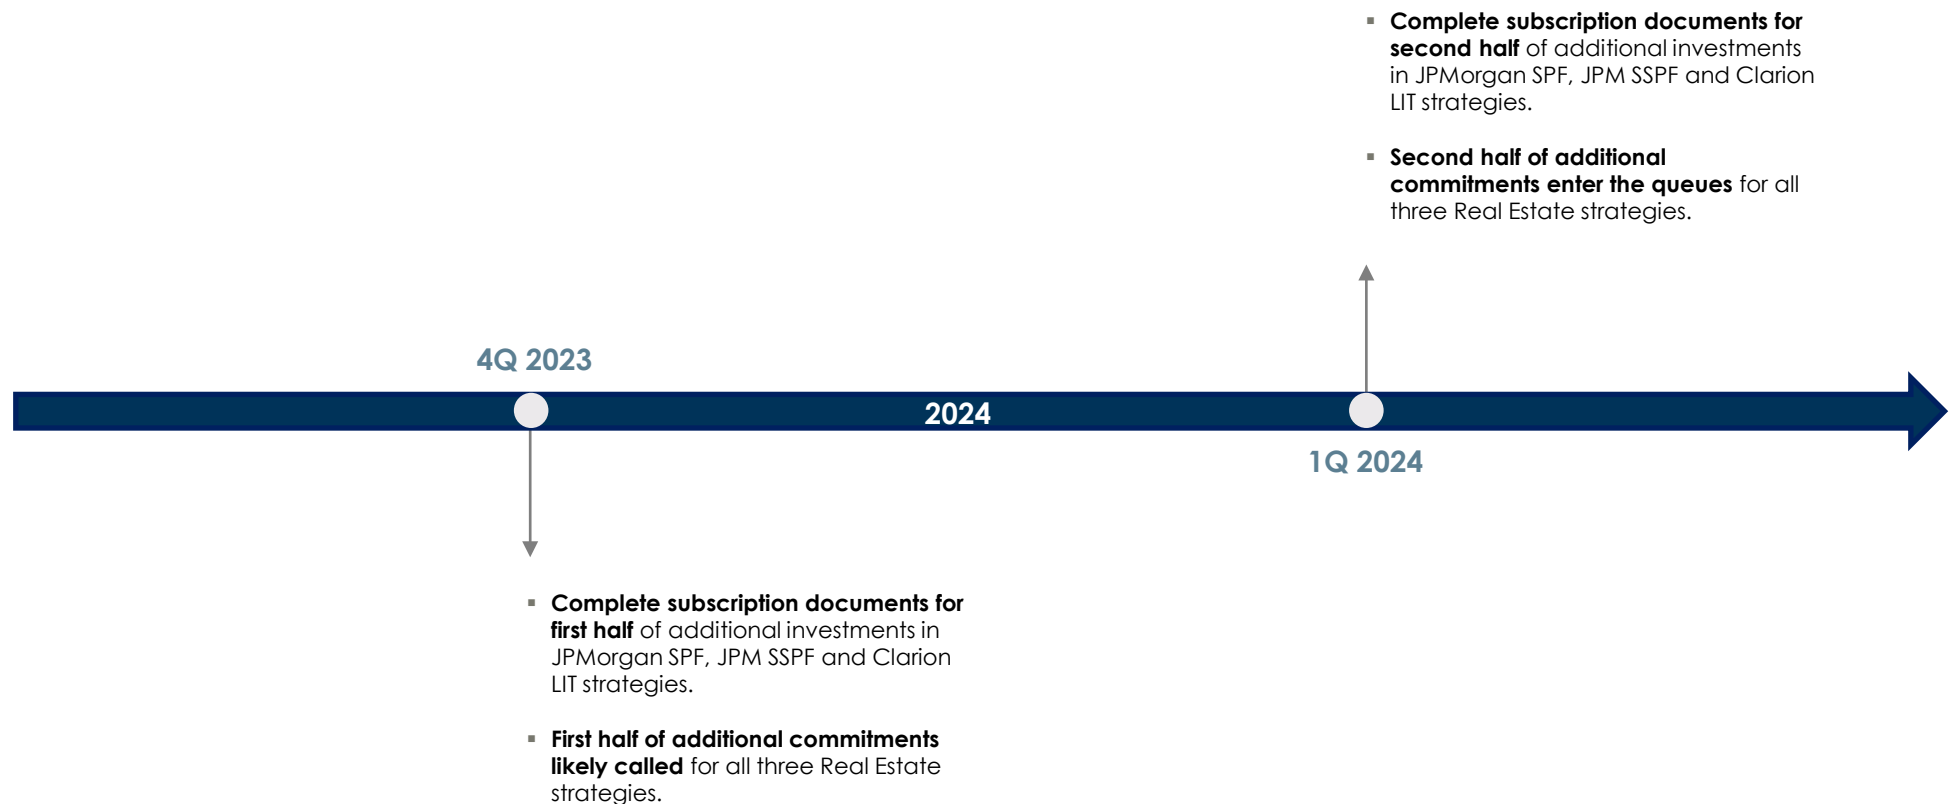 ▪ Complete subscription documents for
second half of additional investments
in JPMorgan SPF, JPM SSPF and Clarion
LIT strategies.
▪ Second half of additional
commitments enter the queues for all
three Real Estate strategies.
4Q 2023
2024
1Q 2024
▪ Complete subscription documents for
first half of additional investments in
JPMorgan SPF, JPM SSPF and Clarion
LIT strategies.
▪ First half of additional commitments
likely called for all three Real Estate
strategies.